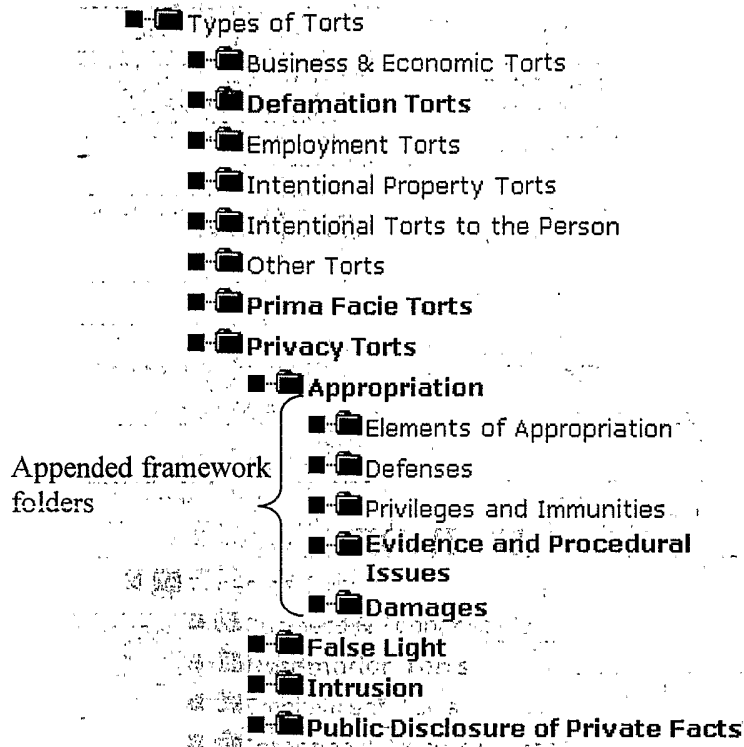 Types of Torts
Business & Economic Torts
Defamation Torts
Employment Torts
Intentional Property Torts
Intentional Torts to the Person
Other Torts
Prima Facie Torts
Privacy Torts
Appropriation
Elements of Appropriation
Appended framework
folders
Defenses
Privileges and Immunities
Evidence and Procedural
Issues
Damages
False Light
Intrusion
Public Disclosure of Private Facts